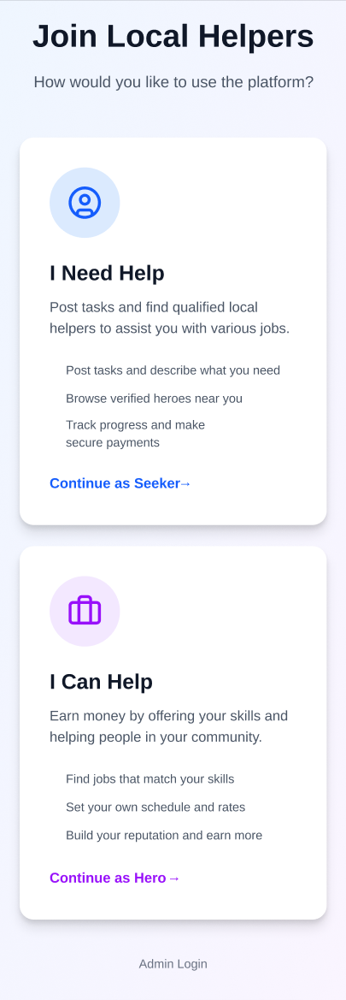 Join Local Helpers
How would you like to use the platform?
I Need Help
Post tasks and find qualified local
helpers to assist you with various jobs.
Post tasks and describe what you need
Browse verified heroes near you
Track progress and make
secure payments
Continue as Seeker→
I Can Help
Earn money by offering your skills and
helping people in your community.
Find jobs that match your skills
Set your own schedule and rates
Build your reputation and earn more
Continue as Hero →
Admin Login